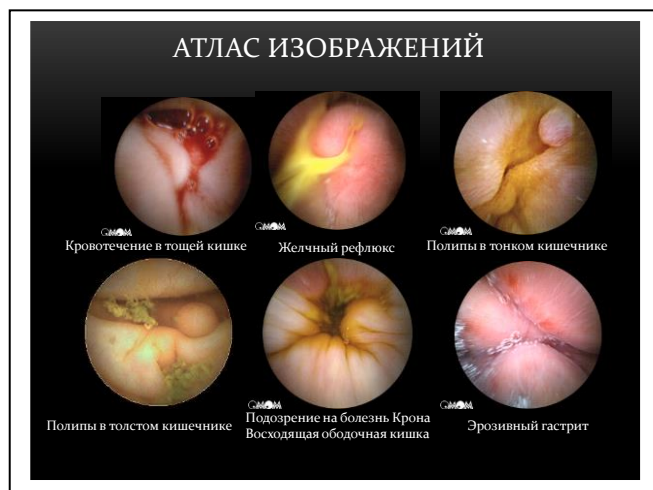 АТЛАС ИЗОБРАЖЕНИЙ
Кровотечение в тощей кишке
Желчный рефлюкс
Полипы в тонком кишечнике
Полипы в толстом кишечнике
Подозрение на болезнь Крона
Восходящая ободочная кишка
Эрозивный гастрит